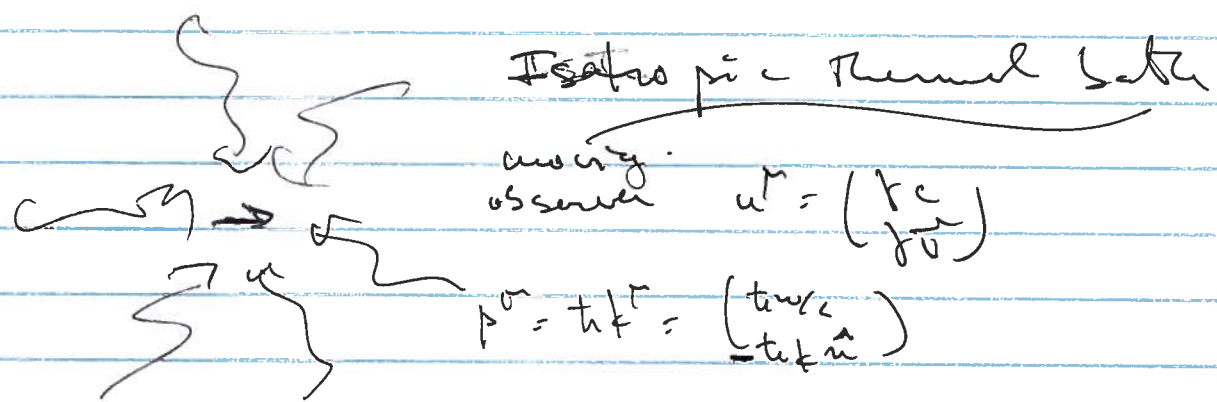 Isotropic thermal bath
moving
observer u^μ = (γc
γv⃗)
p^μ = ħk^μ = (ħω/c
-ħk n̂)